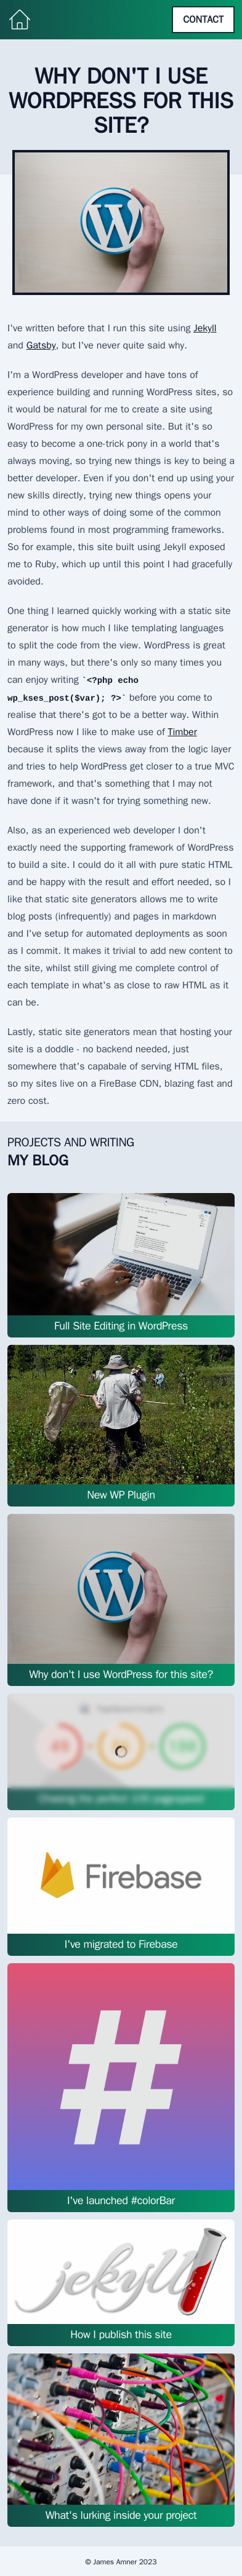 CONTACT
WHY DON'T I USE
WORDPRESS FOR THIS
SITE?
I've written before that I run this site using Jekyll
and Gatsby, but I've never quite said why.
I'm a WordPress developer and have tons of
experience building and running WordPress sites, so
it would be natural for me to create a site using
WordPress for my own personal site. But it's so
easy to become a one-trick pony in a world that's
always moving, so trying new things is key to being a
better developer. Even if you don't end up using your
new skills directly, trying new things opens your
mind to other ways of doing some of the common
problems found in most programming frameworks.
So for example, this site built using Jekyll exposed
me to Ruby, which up until this point I had gracefully
avoided.
One thing I learned quickly working with a static site
generator is how much I like templating languages
to split the code from the view. WordPress is great
in many ways, but there's only so many times you
can enjoy writing `<?php echo
wp_kses_post($var); ?>` before you come to
realise that there's got to be a better way. Within
WordPress now I like to make use of Timber
because it splits the views away from the logic layer
and tries to help WordPress get closer to a true MVC
framework, and that's something that I may not
have done if it wasn't for trying something new.
Also, as an experienced web developer I don't
exactly need the supporting framework of WordPress
to build a site. I could do it all with pure static HTML
and be happy with the result and effort needed, so I
like that static site generators allows me to write
blog posts (infrequently) and pages in markdown
and I've setup for automated deployments as soon
as I commit. It makes it trivial to add new content to
the site, whilst still giving me complete control of
each template in what's as close to raw HTML as it
can be.
Lastly, static site generators mean that hosting your
site is a doddle - no backend needed, just
somewhere that's capabale of serving HTML files,
so my sites live on a FireBase CDN, blazing fast and
zero cost.
PROJECTS AND WRITING
MY BLOG
Full Site Editing in WordPress
New WP Plugin
Why don't I use WordPress for this site?
Firebase
I've migrated to Firebase
#
I've launched #colorBar
jekyll
How I publish this site
What's lurking inside your project
© James Amner 2023